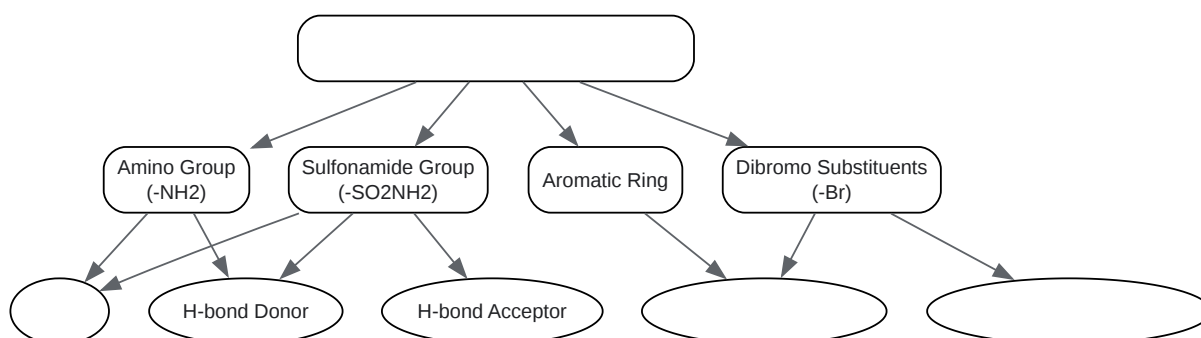 Amino Group
(-NH2)
Sulfonamide Group
(-SO2NH2)
Aromatic Ring
Dibromo Substituents
(-Br)
H-bond Donor
H-bond Acceptor